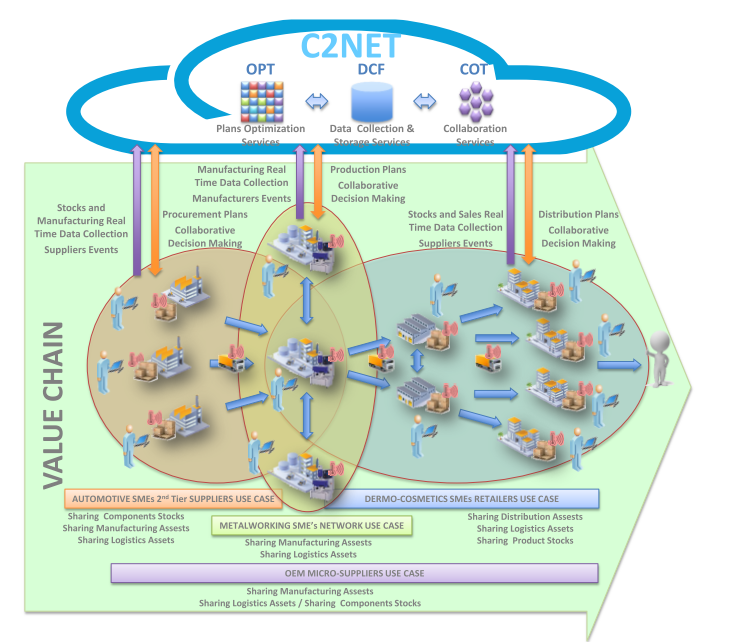 C2NET
OPT
DCF
COT
Plans Optimization
Services
Data Collection &
Storage Services
Collaboration
Services
Manufacturing Real
Time Data Collection
Manufacturers Events
Production Plans
Collaborative
Decision Making
Stocks and
Manufacturing Real
Time Data Collection
Suppliers Events
Procurement Plans
Collaborative
Decision Making
Stocks and Sales Real
Time Data Collection
Suppliers Events
Distribution Plans
Collaborative
Decision Making
VALUE CHAIN
AUTOMOTIVE SMEs 2nd Tier SUPPLIERS USE CASE
Sharing Components Stocks
Sharing Manufacturing Assests
Sharing Logistics Assets
DERMO-COSMETICS SMEs RETAILERS USE CASE
Sharing Distribution Assests
Sharing Logistics Assets
Sharing Product Stocks
METALWORKING SME's NETWORK USE CASE
Sharing Manufacturing Assests
Sharing Logistics Assets
OEM MICRO-SUPPLIERS USE CASE
Sharing Manufacturing Assests
Sharing Logistics Assets / Sharing Components Stocks